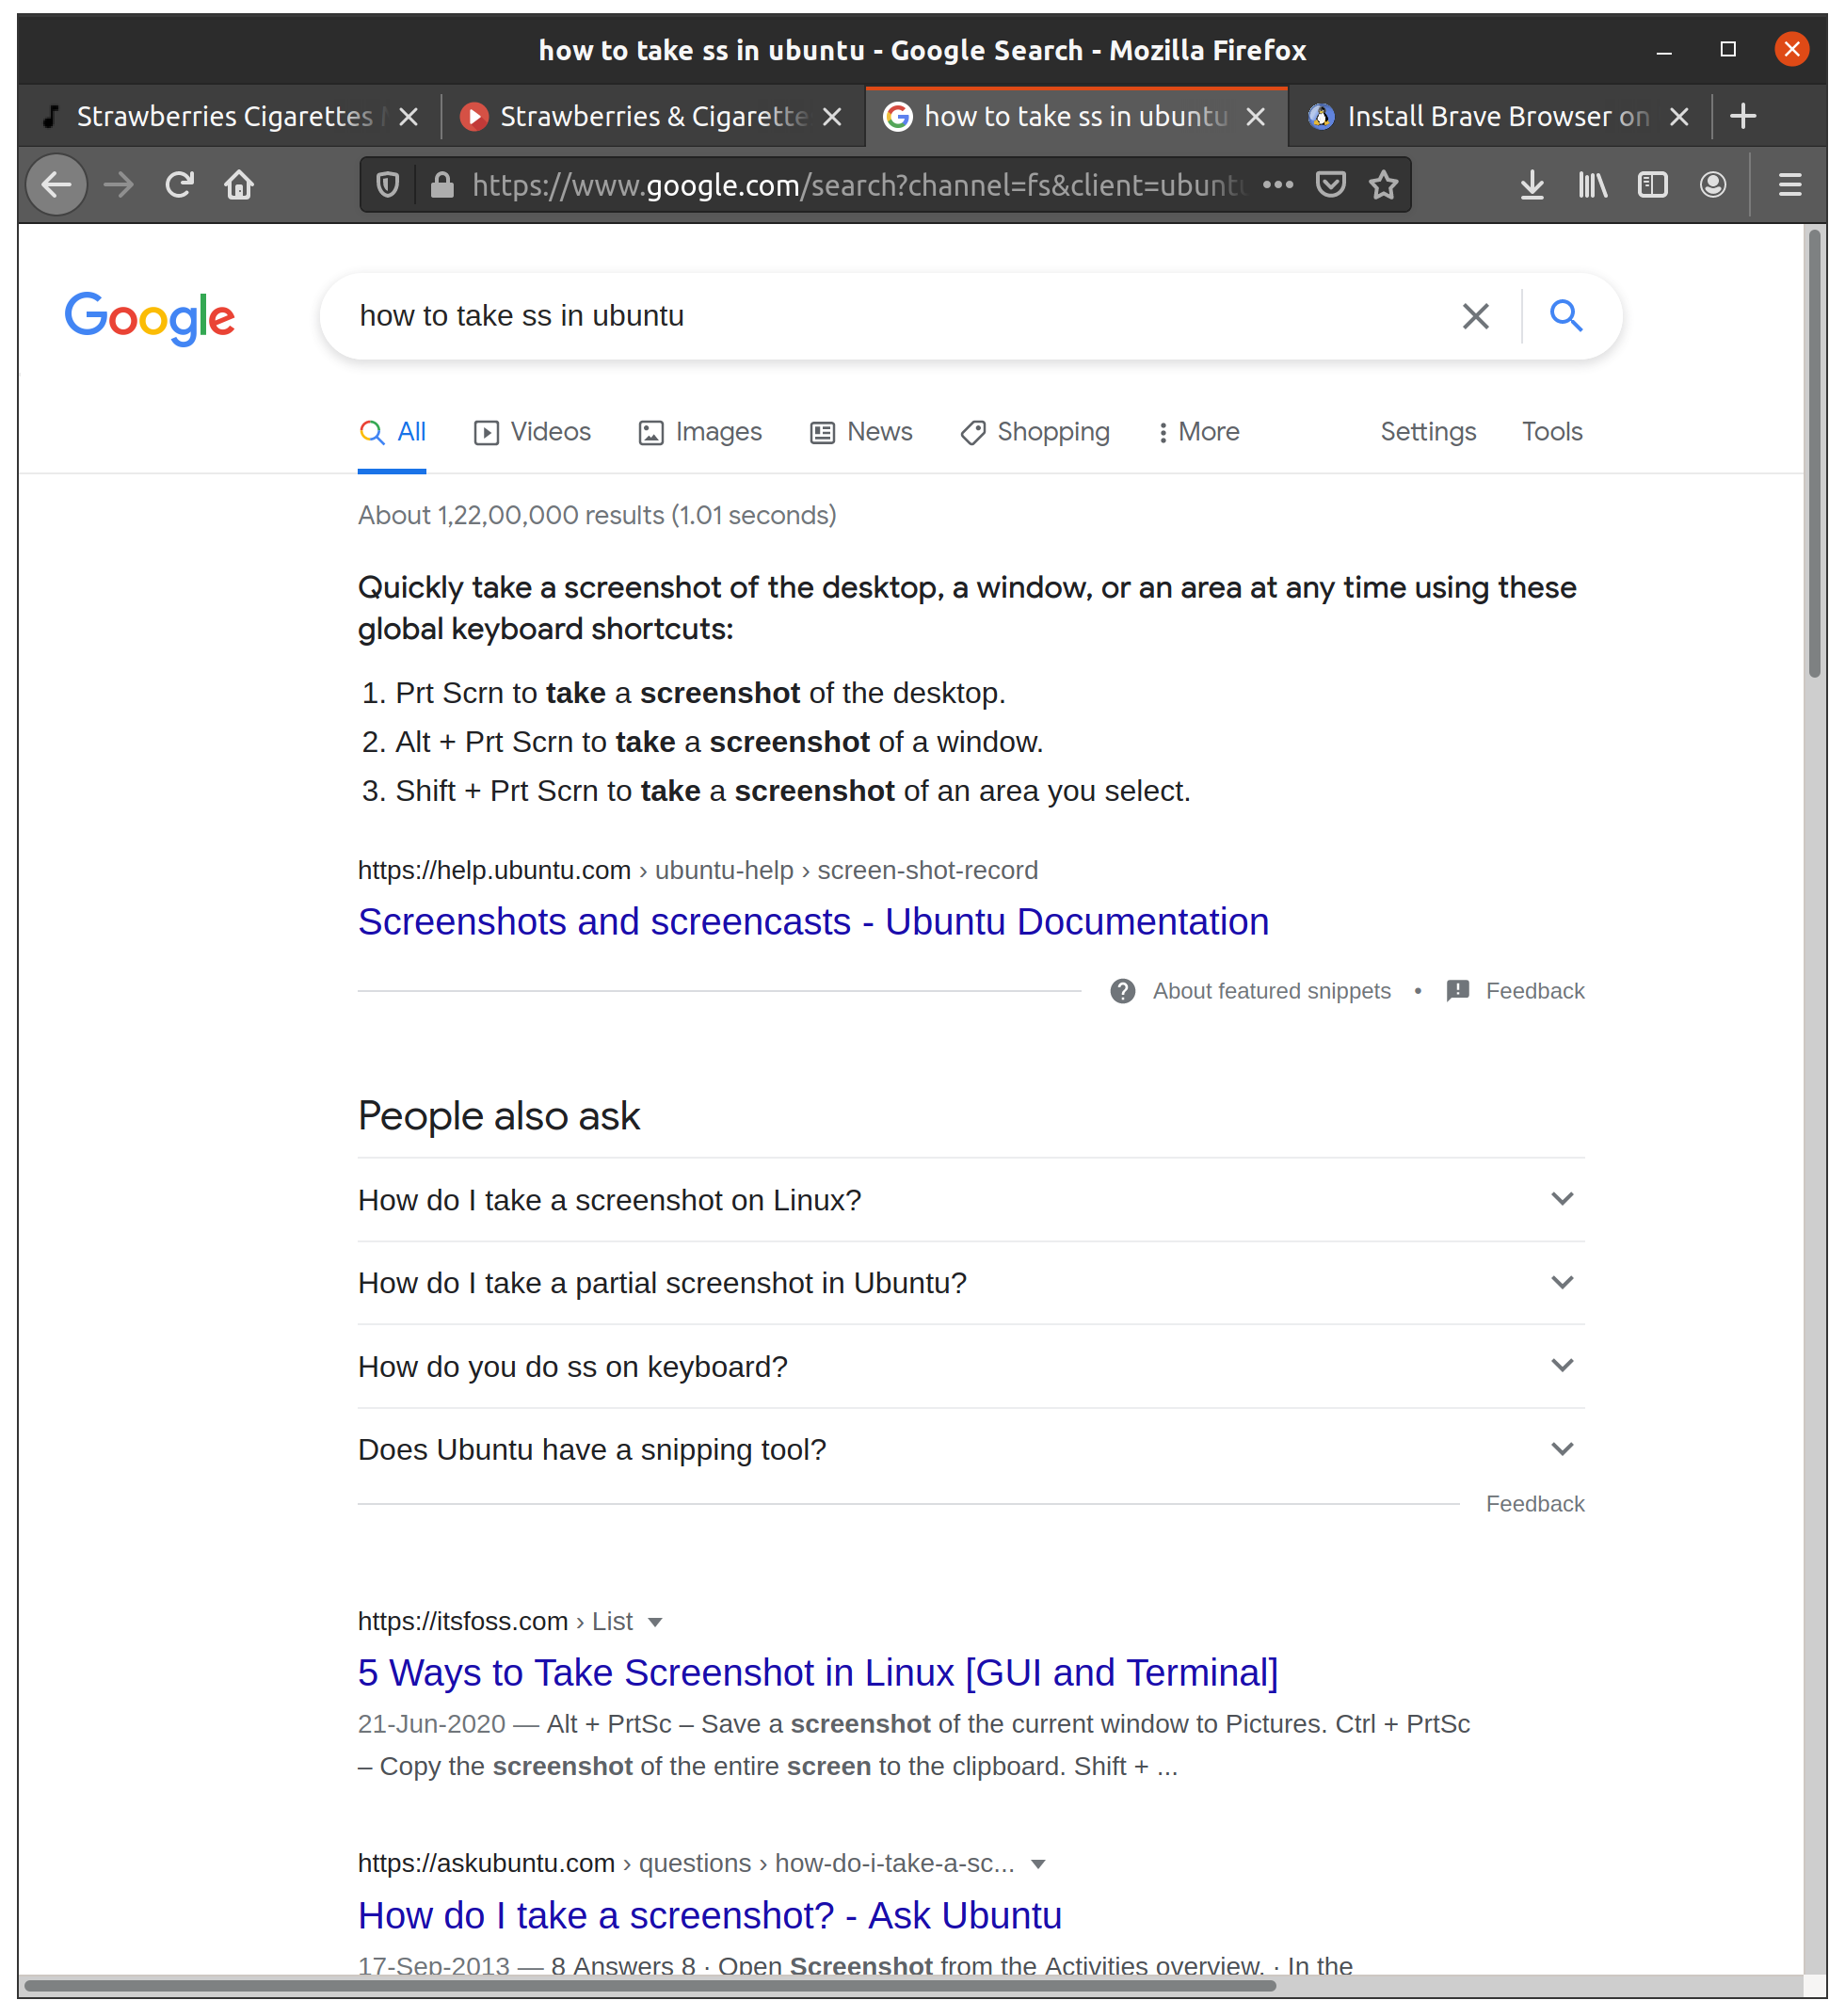 how to take ss in ubuntu - Google Search - Mozilla Firefox
Strawberries Cigarettes
Strawberries & Cigarette
how to take ss in ubuntu
Install Brave Browser on
https://www.google.com/search?channel=fs&client=ubuntu
Google
how to take ss in ubuntu
All Videos Images News Shopping More Settings Tools
About 1,22,00,000 results (1.01 seconds)
Quickly take a screenshot of the desktop, a window, or an area at any time using these
global keyboard shortcuts:
1. Prt Scrn to take a screenshot of the desktop.
2. Alt + Prt Scrn to take a screenshot of a window.
3. Shift + Prt Scrn to take a screenshot of an area you select.
https://help.ubuntu.com › ubuntu-help › screen-shot-record
Screenshots and screencasts - Ubuntu Documentation
About featured snippets • Feedback
People also ask
How do I take a screenshot on Linux?
How do I take a partial screenshot in Ubuntu?
How do you do ss on keyboard?
Does Ubuntu have a snipping tool?
Feedback
https://itsfoss.com › List
5 Ways to Take Screenshot in Linux [GUI and Terminal]
21-Jun-2020 — Alt + PrtSc – Save a screenshot of the current window to Pictures. Ctrl + PrtSc
– Copy the screenshot of the entire screen to the clipboard. Shift + ...
https://askubuntu.com › questions › how-do-i-take-a-sc...
How do I take a screenshot? - Ask Ubuntu
17-Sep-2013 — 8 Answers 8 · Open Screenshot from the Activities overview. · In the